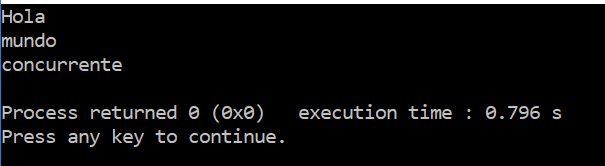 Hola
mundo
concurrente
Process returned 0 (0x0)   execution time : 0.796 s
Press any key to continue.